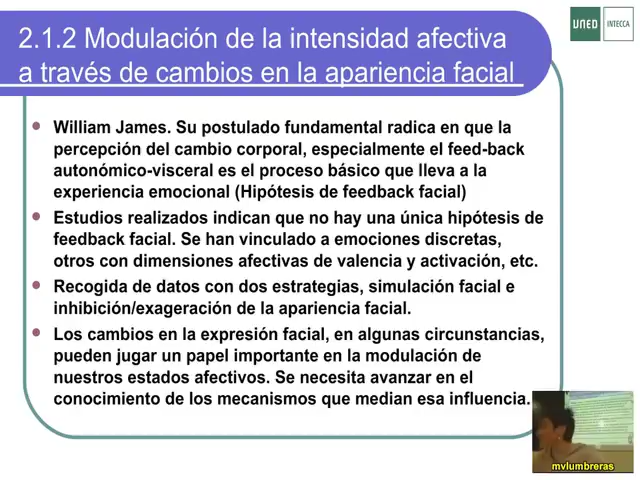 UNED INTECCA
2.1.2 Modulación de la intensidad afectiva
a través de cambios en la apariencia facial
William James. Su postulado fundamental radica en que la
percepción del cambio corporal, especialmente el feed-back
autonómico-visceral es el proceso básico que lleva a la
experiencia emocional (Hipótesis de feedback facial)
Estudios realizados indican que no hay una única hipótesis de
feedback facial. Se han vinculado a emociones discretas,
otros con dimensiones afectivas de valencia y activación, etc.
Recogida de datos con dos estrategias, simulación facial e
inhibición/exageración de la apariencia facial.
Los cambios en la expresión facial, en algunas circunstancias,
pueden jugar un papel importante en la modulación de
nuestros estados afectivos. Se necesita avanzar en el
conocimiento de los mecanismos que median esa influencia.
mvlumbreras